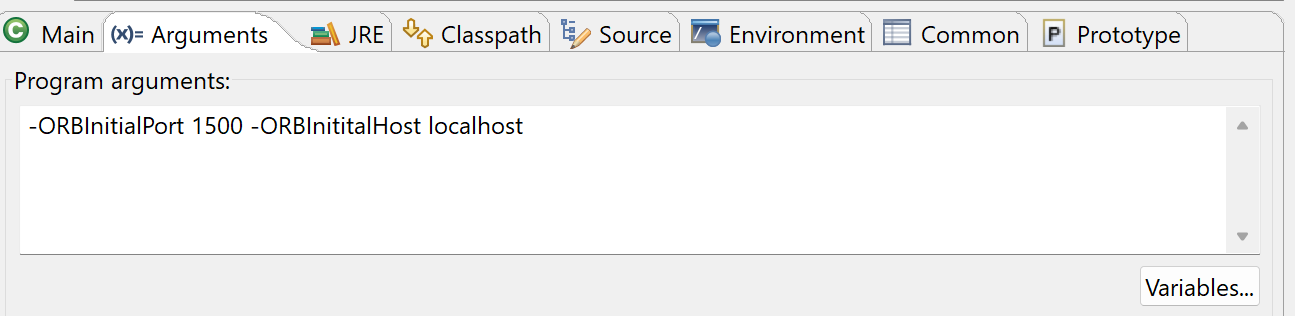 Main (x)= Arguments JRE Classpath Source Environment Common P Prototype
Program arguments:
-ORBInitialPort 1500 -ORBInititalHost localhost
Variables...